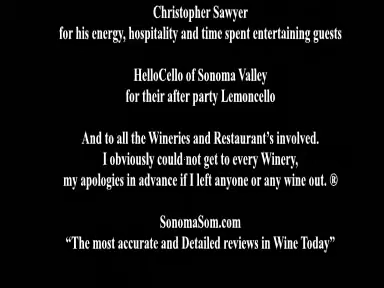 Christopher Sawyer
for his energy, hospitality and time spent entertaining guests
HelloCello of Sonoma Valley
for their after party Lemoncello
And to all the Wineries and Restaurant's involved.
I obviously could not get to every Winery,
my apologies in advance if I left anyone or any wine out. ®
SonomaSom.com
“The most accurate and Detailed reviews in Wine Today”